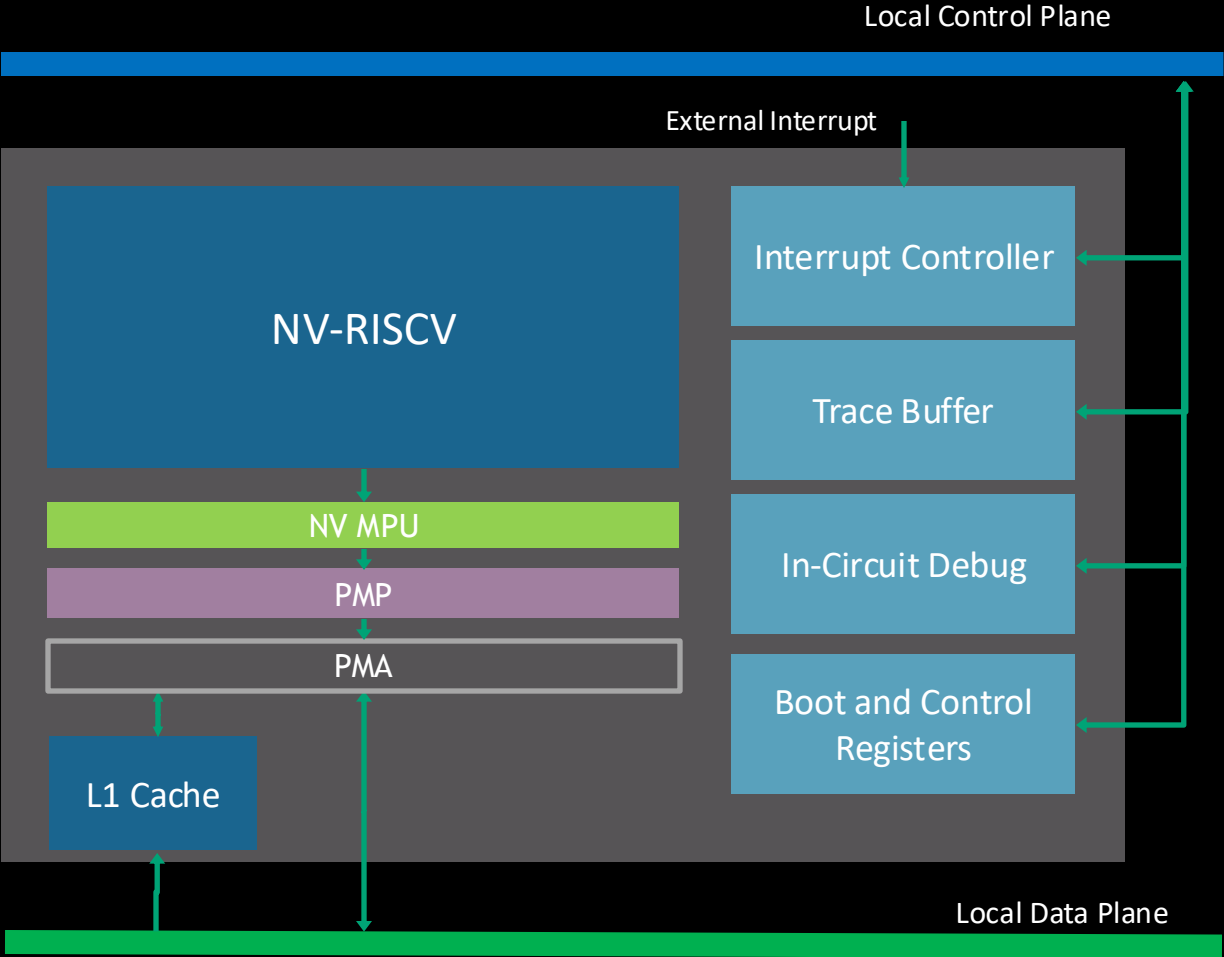 Local Control Plane
External Interrupt
NV-RISCV
Interrupt Controller
Trace Buffer
NV MPU
In-Circuit Debug
PMP
PMA
Boot and Control
Registers
L1 Cache
Local Data Plane